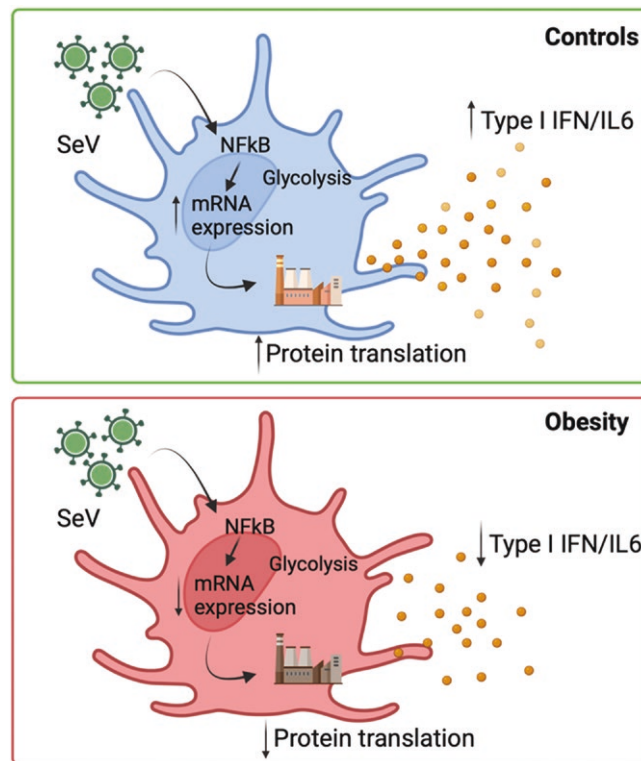 Controls
SeV
Type I IFN/IL6
NFkB
Glycolysis
mRNA
expression
Protein translation
Obesity
SeV
Type I IFN/IL6
NFkB
Glycolysis
mRNA
expression
Protein translation